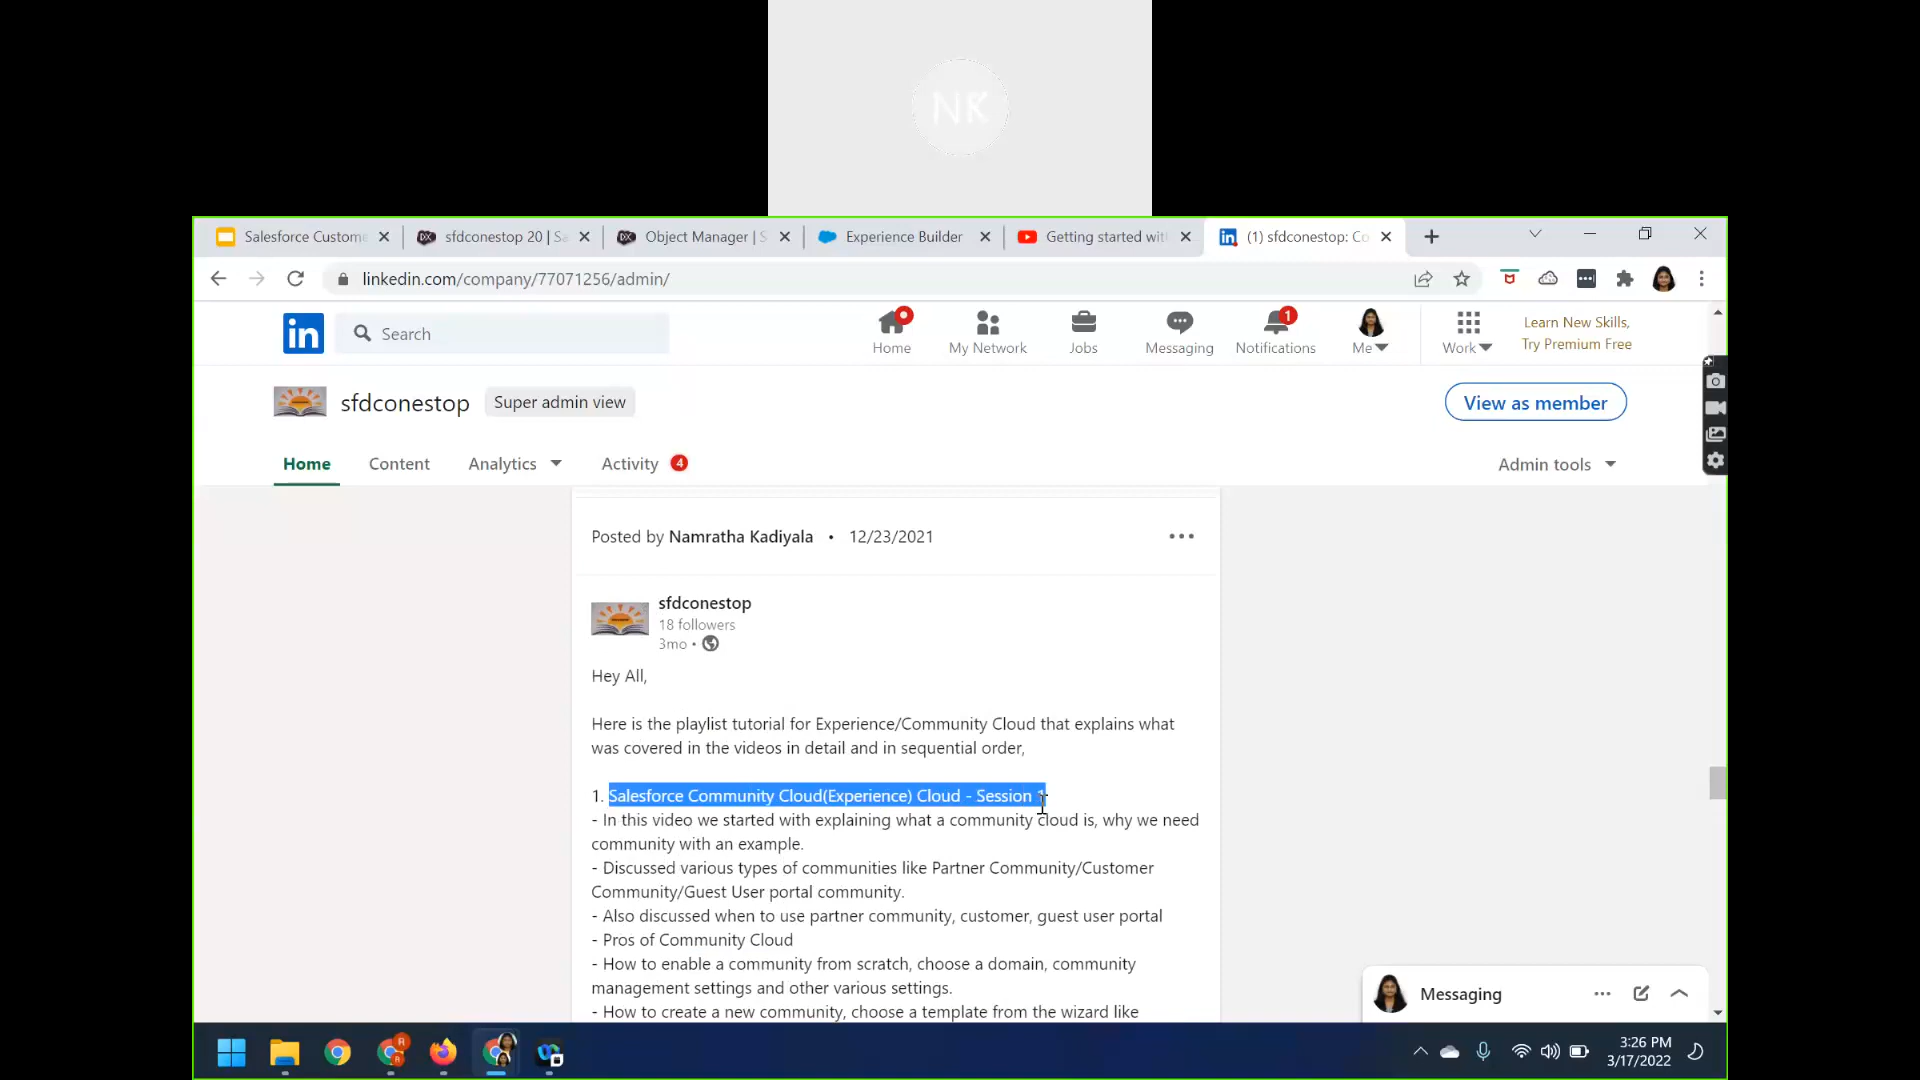 NK
Salesforce Custome
sfdconestop 20 | Sa
Object Manager | S
Experience Builder
Getting started wit
(1) sfdconestop: Co
linkedin.com/company/77071256/admin/
in
Search
Home
My Network
Jobs
Messaging
1
Notifications
Me
Work
Learn New Skills,
Try Premium Free
sfdconestop
Super admin view
View as member
Home
Content
Analytics
Activity
4
Admin tools
Posted by Namratha Kadiyala • 12/23/2021
sfdconestop
18 followers
3mo •
Hey All,
Here is the playlist tutorial for Experience/Community Cloud that explains what
was covered in the videos in detail and in sequential order,
1. Salesforce Community Cloud(Experience) Cloud - Session 1
- In this video we started with explaining what a community cloud is, why we need
community with an example.
- Discussed various types of communities like Partner Community/Customer
Community/Guest User portal community.
- Also discussed when to use partner community, customer, guest user portal
- Pros of Community Cloud
- How to enable a community from scratch, choose a domain, community
management settings and other various settings.
- How to create a new community, choose a template from the wizard like
Messaging
3:26 PM
3/17/2022